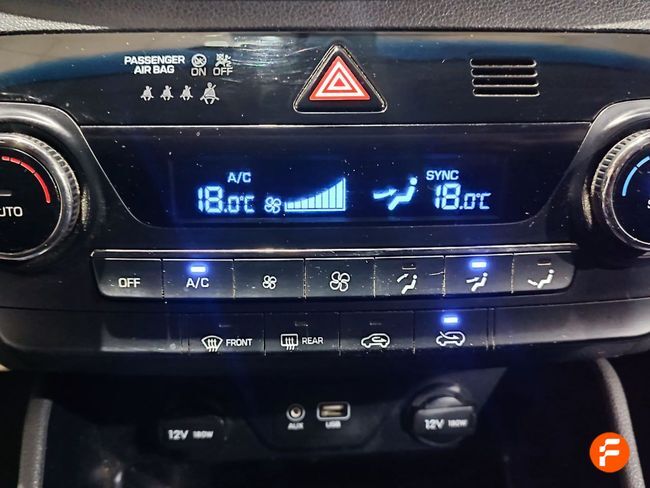 PASSENGER
AIR BAG
ON OFF
A/C
SYNC
18.0°C
18.0°C
AUTO
OFF
A/C
FRONT
REAR
12V 180W
AUX
USB
12V 180W